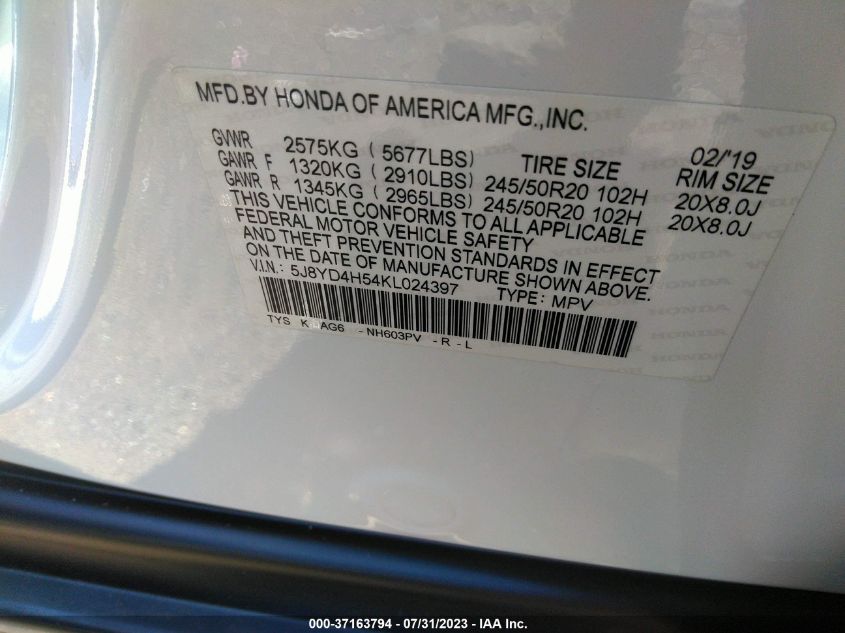 MFD.BY HONDA OF AMERICA MFG.,INC.
GVWR 2575KG ( 5677LBS) TIRE SIZE 02/'19
GAWR F 1320KG ( 2910LBS) 245/50R20 102H RIM SIZE 20X8.0J
GAWR R 1345KG ( 2965LBS) 245/50R20 102H 20X8.0J
THIS VEHICLE CONFORMS TO ALL APPLICABLE
FEDERAL MOTOR VEHICLE SAFETY
AND THEFT PREVENTION STANDARDS IN EFFECT
ON THE DATE OF MANUFACTURE SHOWN ABOVE.
V.I.N.: 5J8YD4H54KL024397 TYPE: MPV
TYS AG6 -NH603PV -R -L
000-37163794 - 07/31/2023 - IAA Inc.